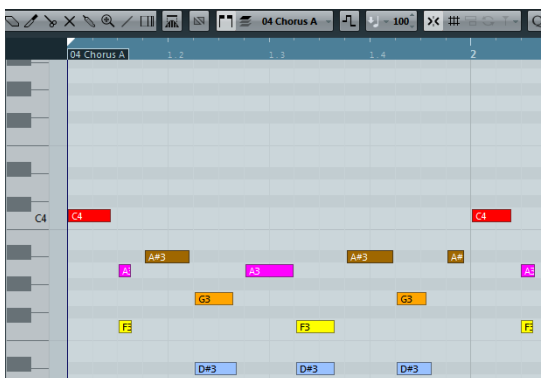 04 Chorus A 100
04 Chorus A 1.2 1.3 1.4 2
C4 C4 C4
A#3 A#3 A#
A3 A3 A3
G3 G3
F3 F3 F3
D#3 D#3 D#3